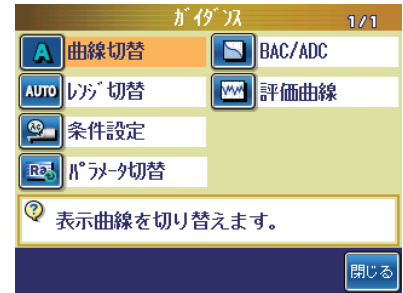 ガイダンス 1/1
A 曲線切替
BAC/ADC
AUTO レンジ切替
評価曲線
Ac 条件設定
Ra パラメータ切替
? 表示曲線を切り替えます。
閉じる